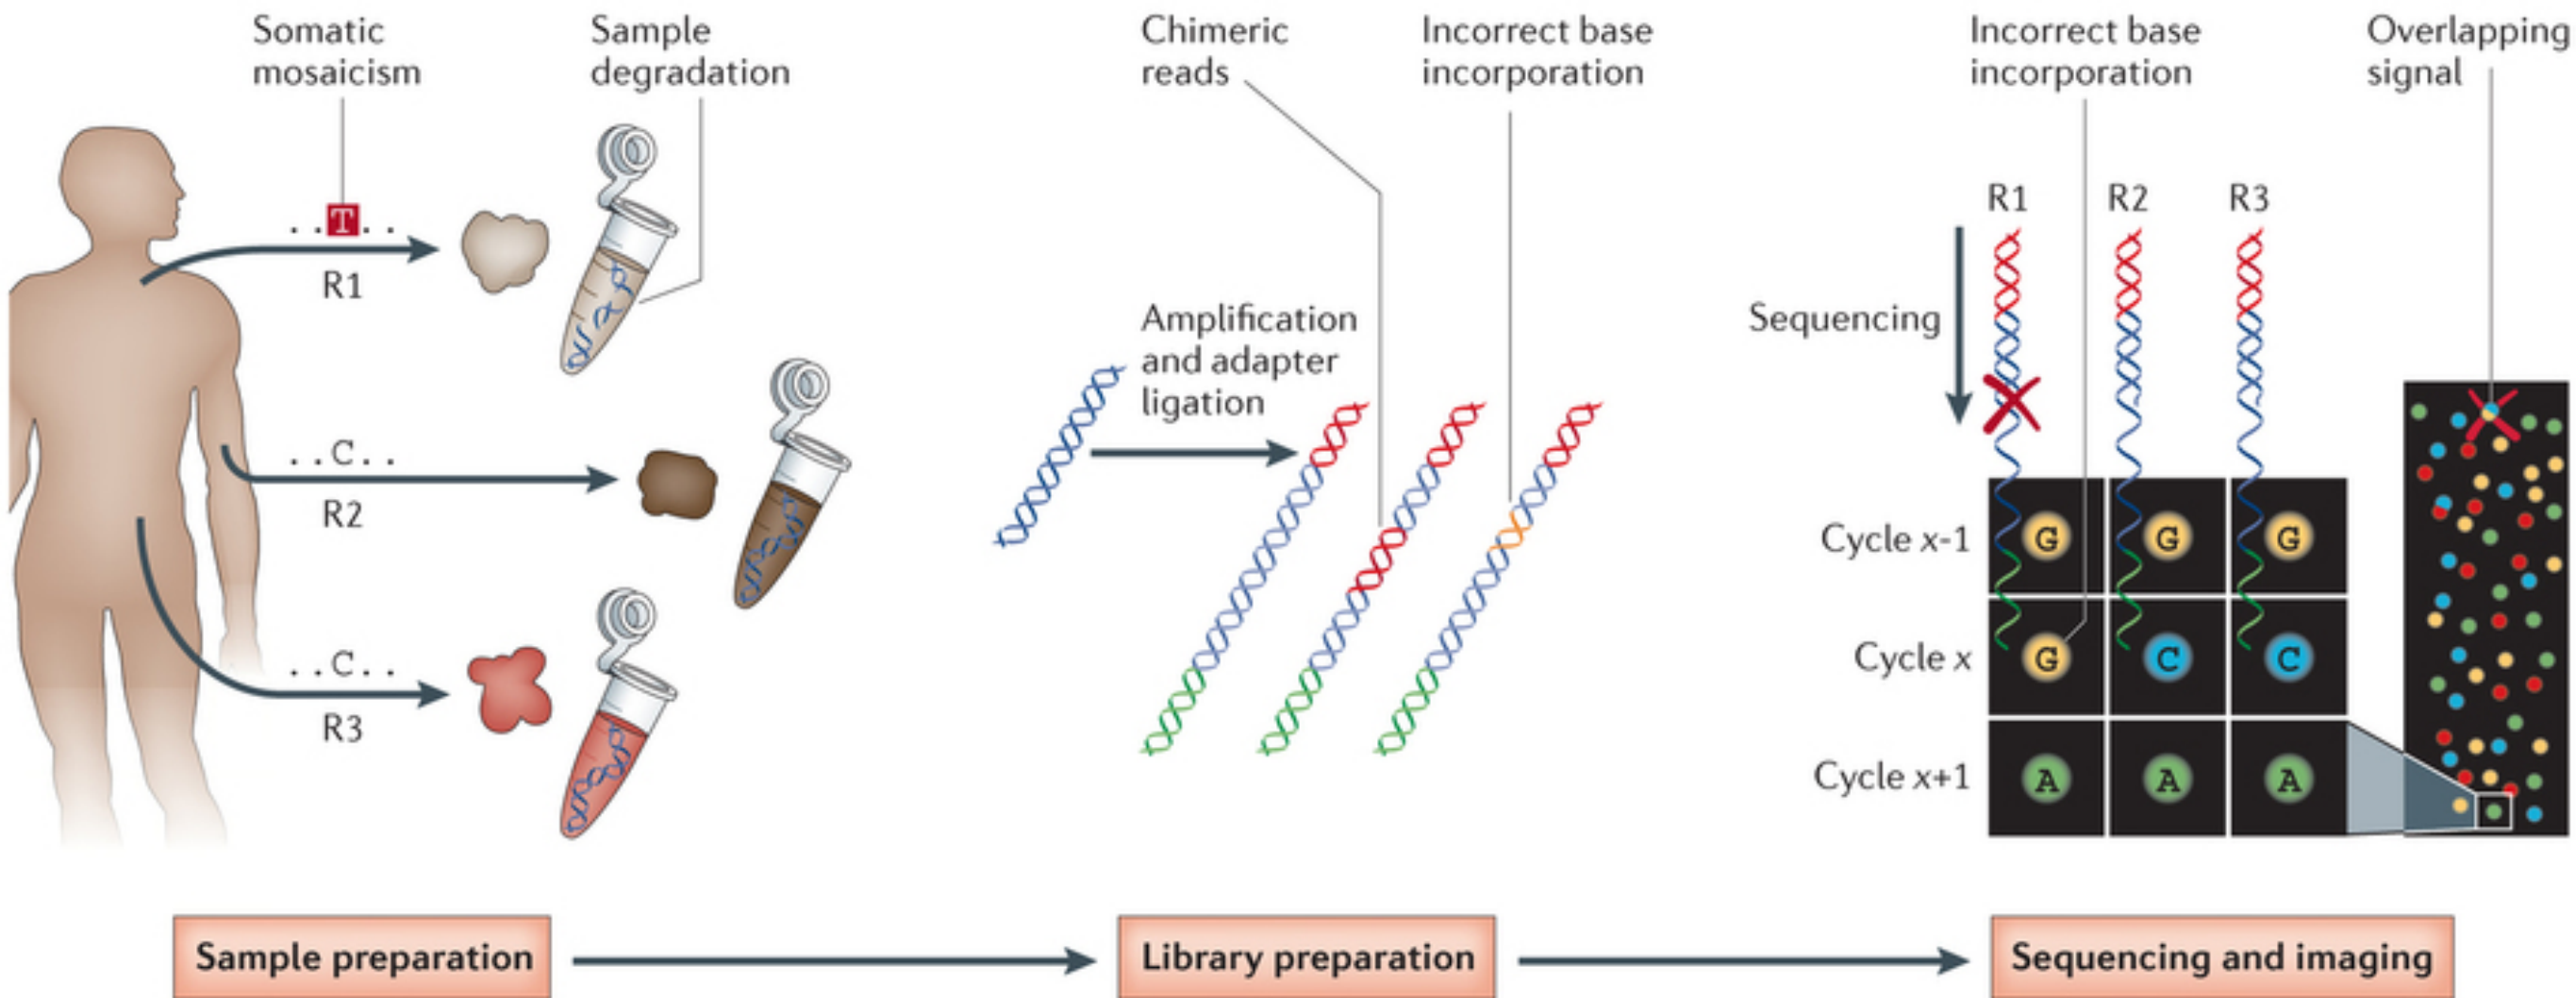 Somatic
mosaicism
Sample
degradation
Chimeric
reads
Incorrect base
incorporation
Incorrect base
incorporation
Overlapping
signal
. . T . .
R1
. . C . .
R2
. . C . .
R3
Amplification
and adapter
ligation
Sequencing
R1 R2 R3
Cycle x-1
G G G
Cycle x
G C C
Cycle x+1
A A A
Sample preparation
Library preparation
Sequencing and imaging